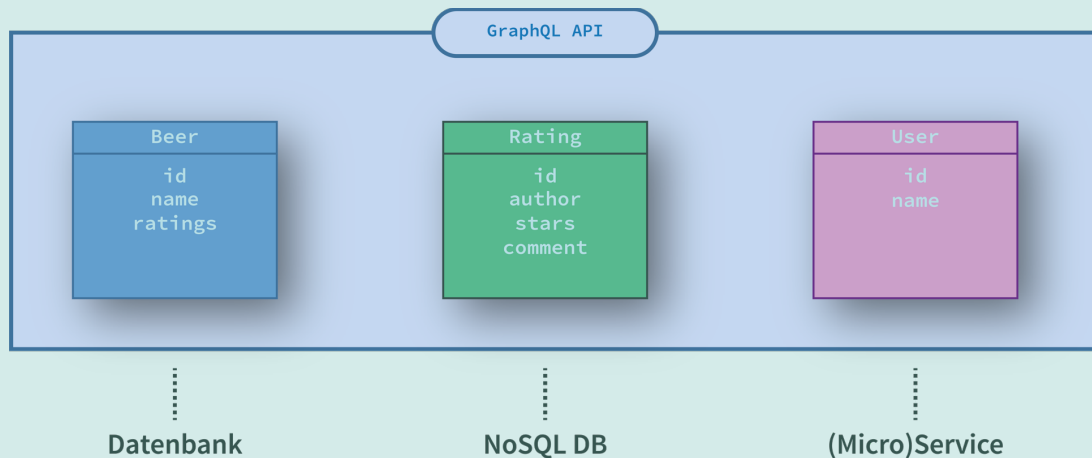 GraphQL API
Beer
id
name
ratings
Rating
id
author
stars
comment
User
id
name
Datenbank
NoSQL DB
(Micro)Service